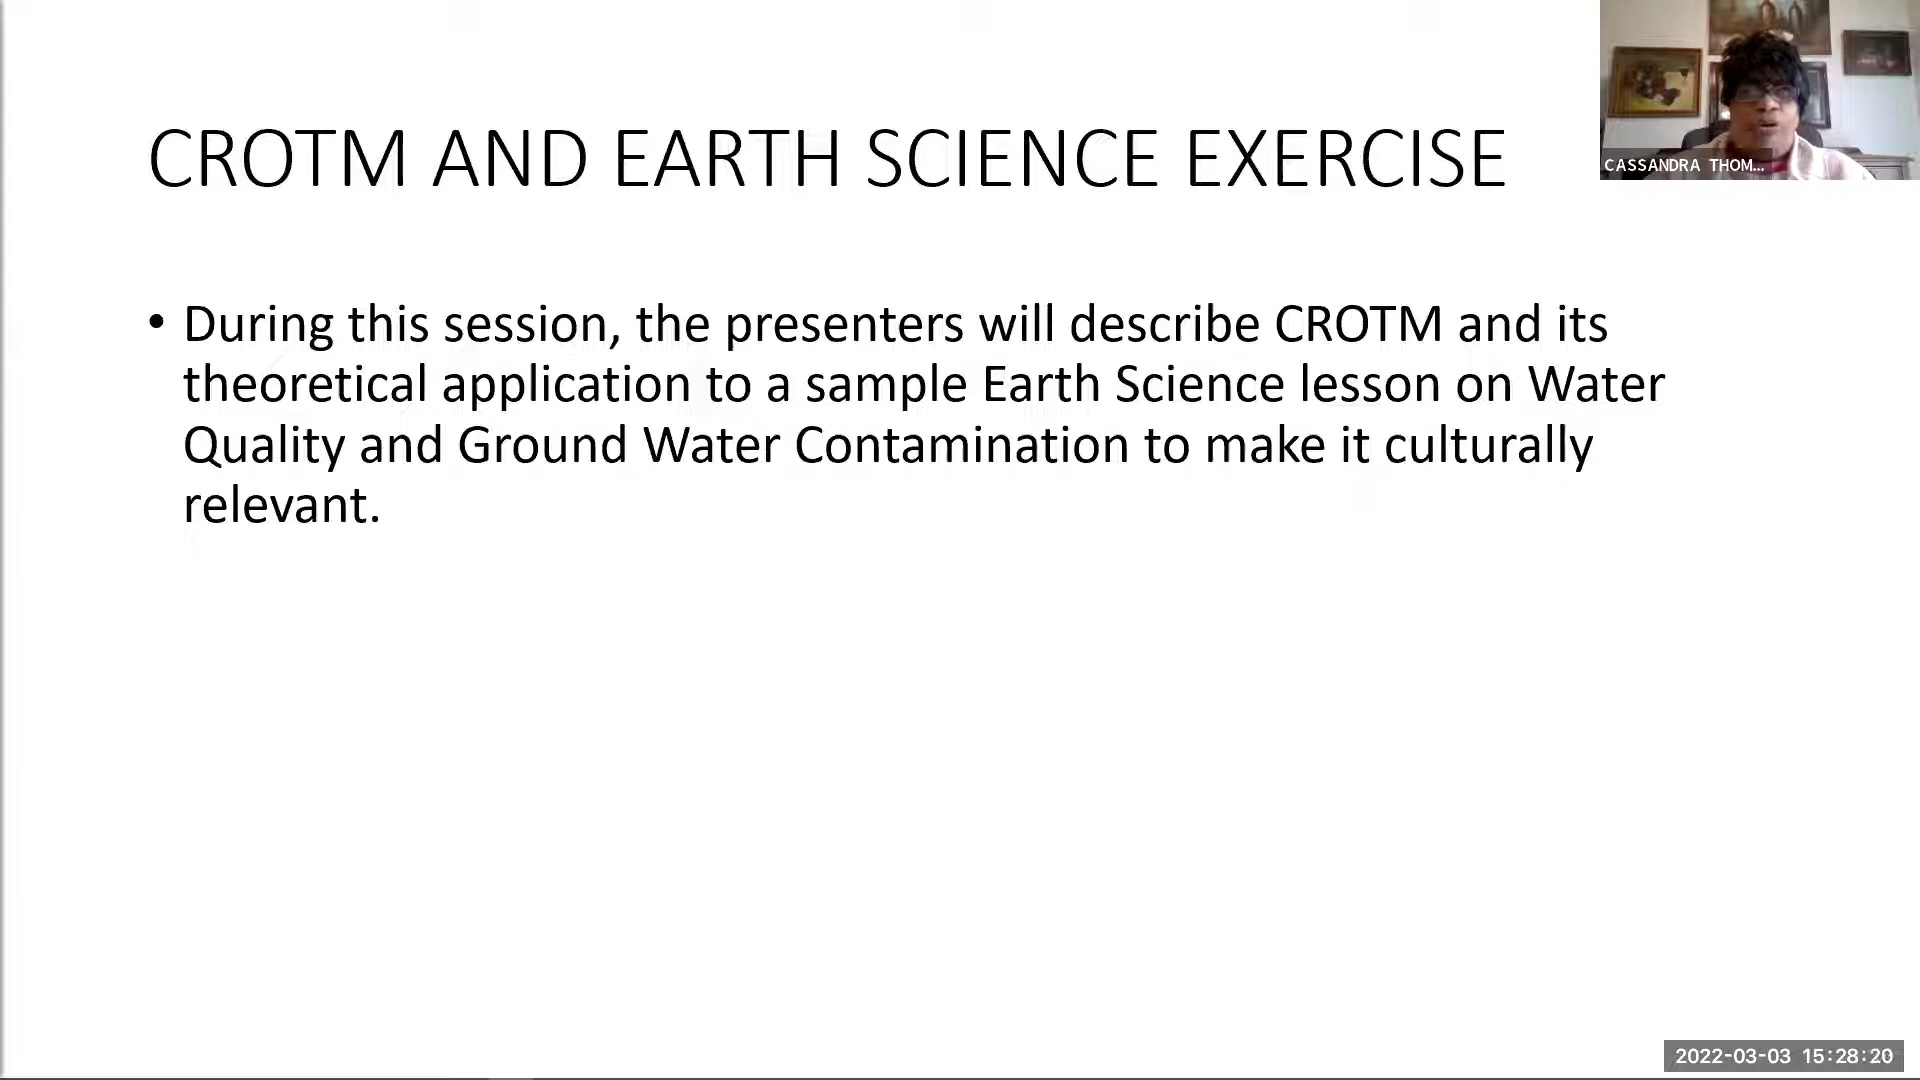 CROTM AND EARTH SCIENCE EXERCISE
CASSANDRA THOM...
• During this session, the presenters will describe CROTM and its
theoretical application to a sample Earth Science lesson on Water
Quality and Ground Water Contamination to make it culturally
relevant.
2022-03-03 15:28:20